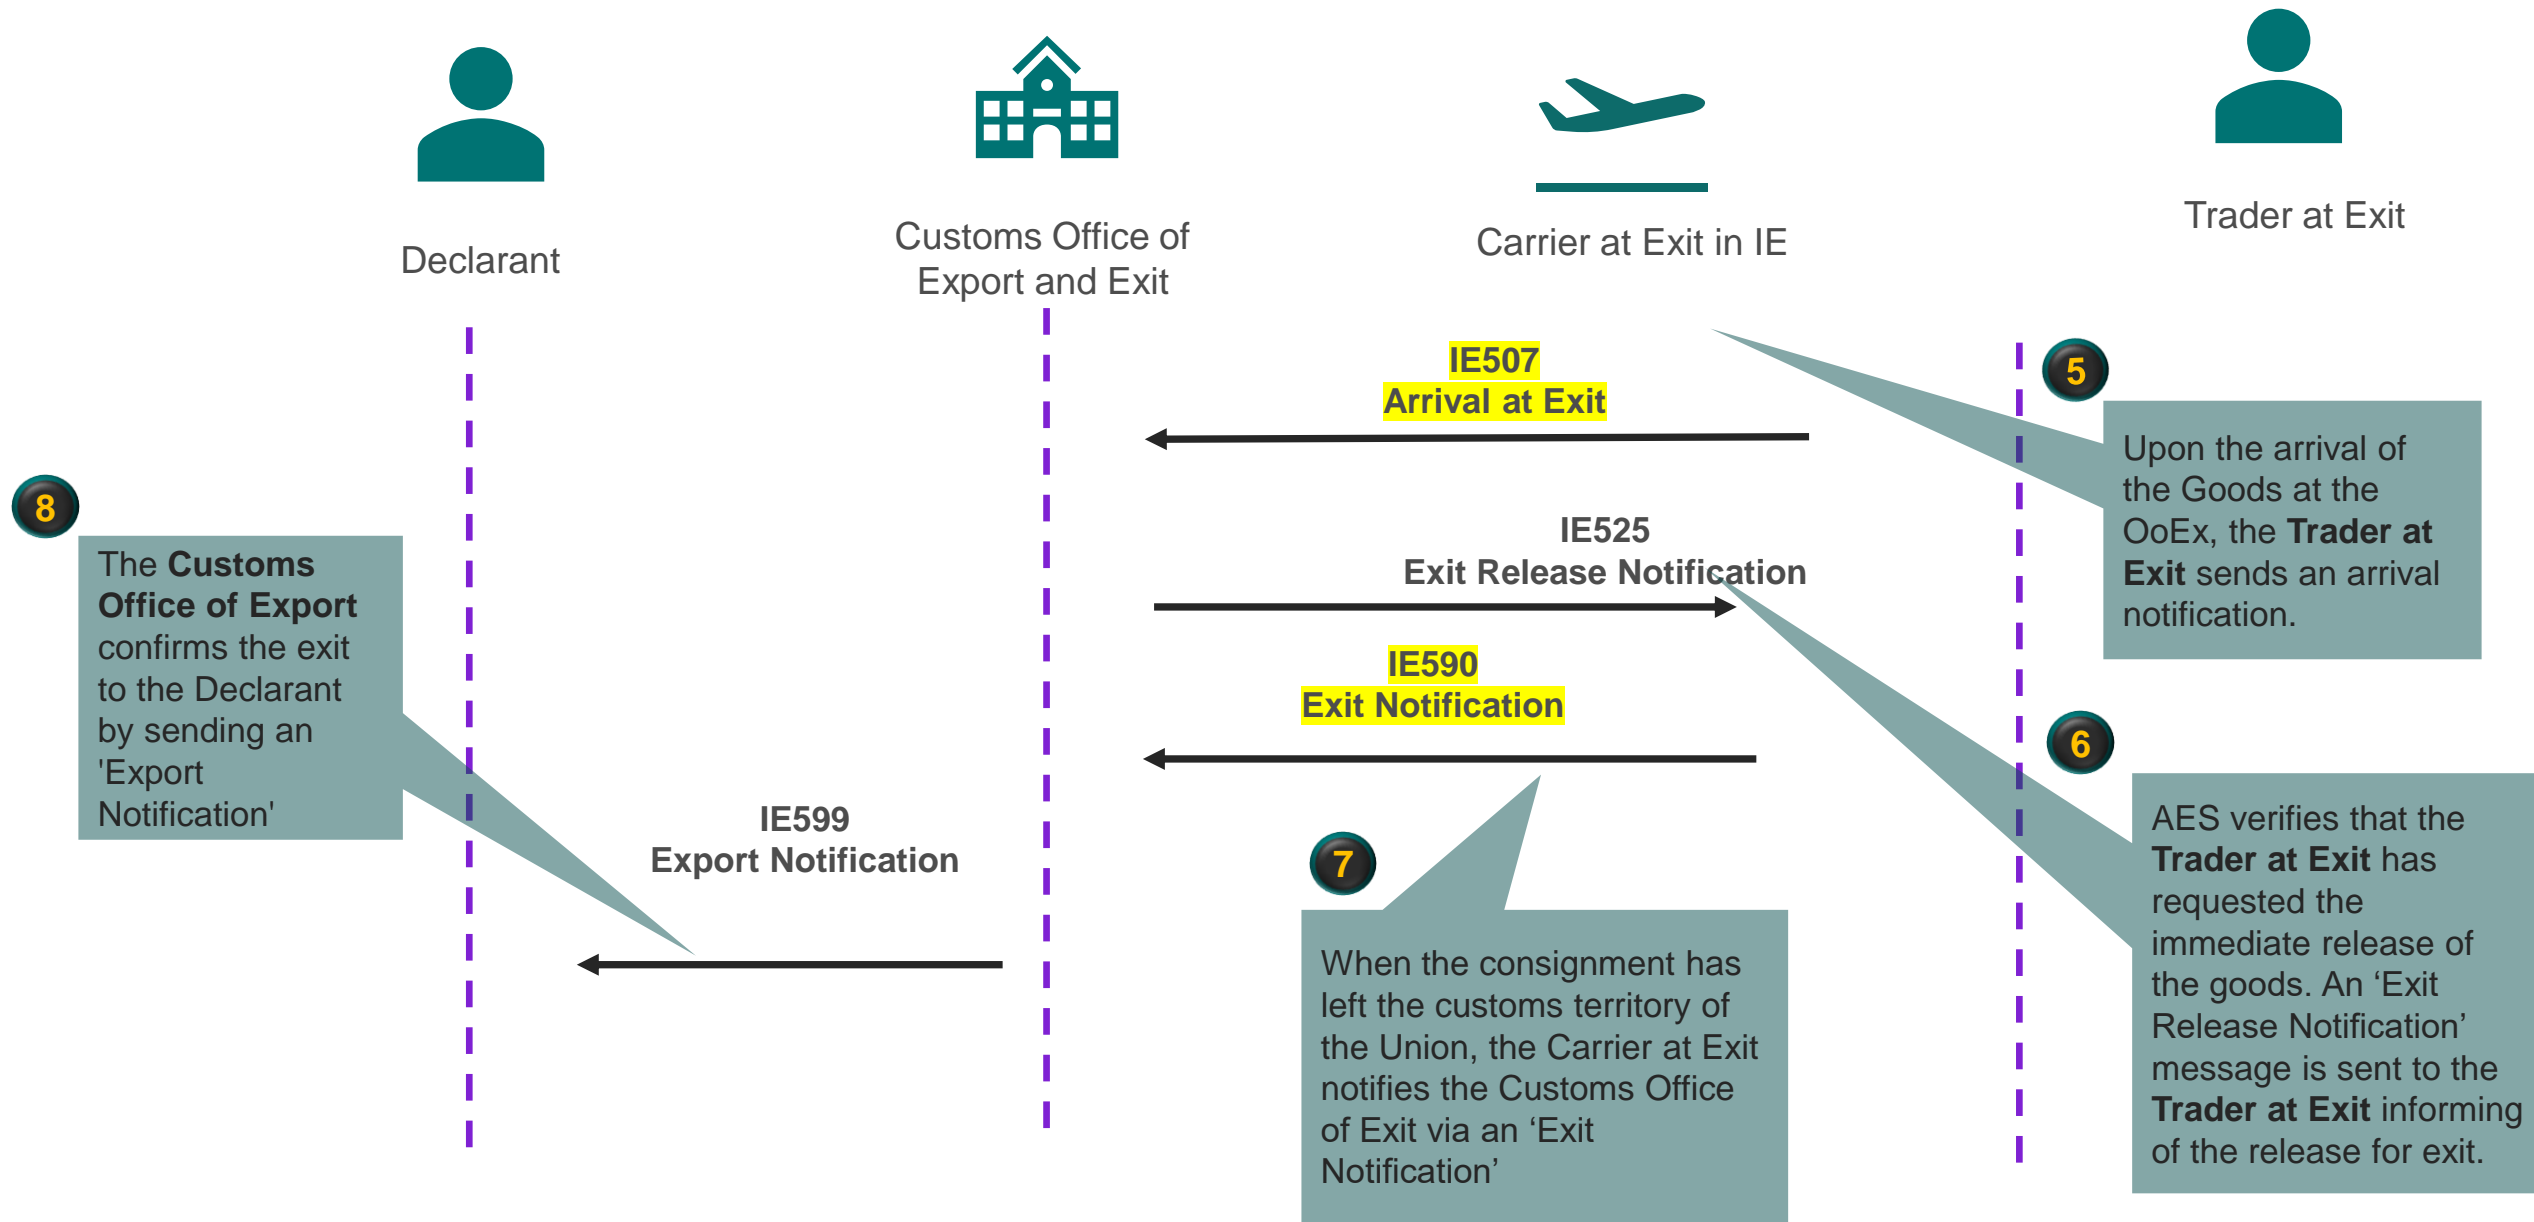 Declarant
Customs Office of
Export and Exit
Carrier at Exit in IE
Trader at Exit
IE507
Arrival at Exit
5
Upon the arrival of
the Goods at the
OoEx, the Trader at
Exit sends an arrival
notification.
IE525
Exit Release Notification
6
AES verifies that the
Trader at Exit has
requested the
immediate release of
the goods. An ‘Exit
Release Notification’
message is sent to the
Trader at Exit informing
of the release for exit.
IE590
Exit Notification
7
When the consignment has
left the customs territory of
the Union, the Carrier at Exit
notifies the Customs Office
of Exit via an ‘Exit
Notification’
8
The Customs
Office of Export
confirms the exit
to the Declarant
by sending an
'Export
Notification'
IE599
Export Notification